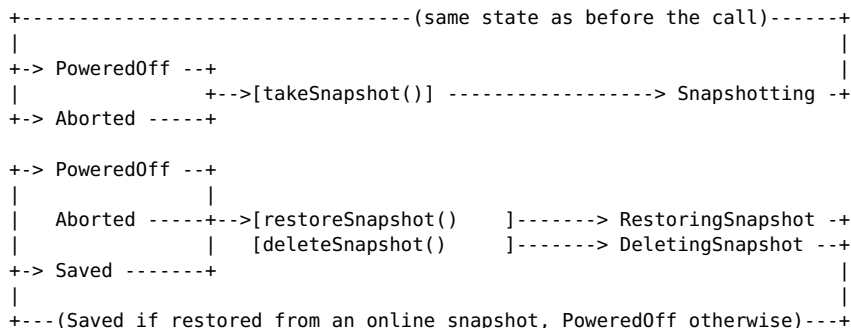 +---------------------------------(same state as before the call)------+
|                                                                      |
+-> PoweredOff --+                                                     |
|                +-->[takeSnapshot()] ------------------> Snapshotting -+
+-> Aborted -----+

+-> PoweredOff --+
|                |
|   Aborted -----+-->[restoreSnapshot()    ]-------> RestoringSnapshot -+
|                |   [deleteSnapshot()     ]-------> DeletingSnapshot --+
+-> Saved -------+                                                     |
|                                                                      |
+---(Saved if restored from an online snapshot, PoweredOff otherwise)---+